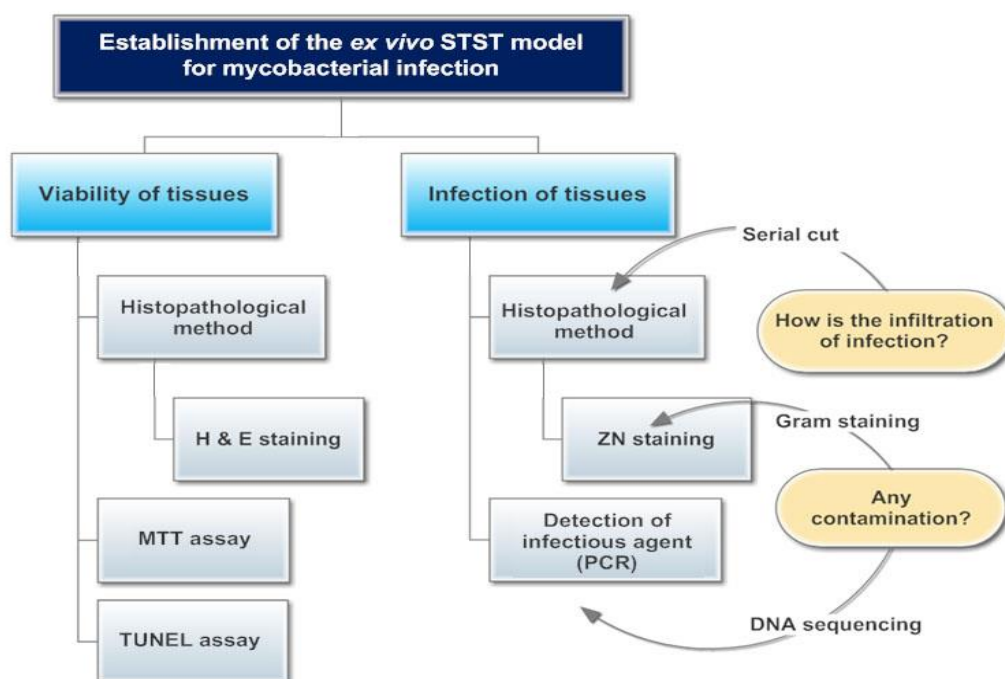 Establishment of the ex vivo STST model
for mycobacterial infection
Viability of tissues
Infection of tissues
Serial cut
Histopathological
method
Histopathological
method
How is the infiltration
of infection?
H & E staining
ZN staining
Gram staining
Any
contamination?
MTT assay
Detection of
infectious agent
(PCR)
TUNEL assay
DNA sequencing